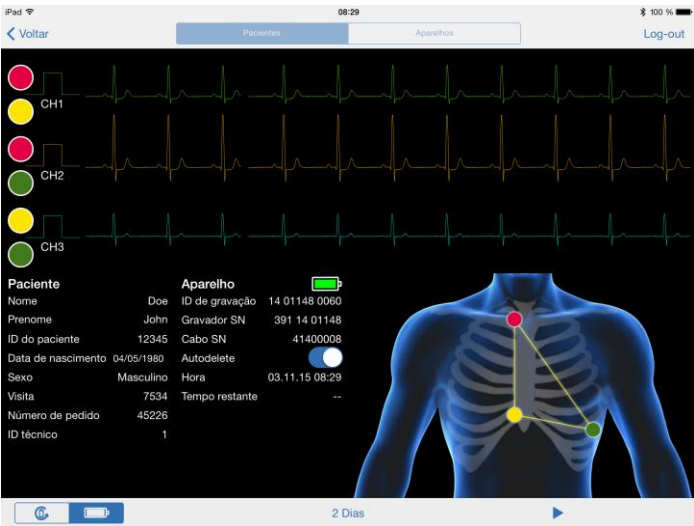 iPad 08:29 100 %
Voltar Pacientes Aparelhos Log-out
CH1
CH2
CH3
Paciente
Nome Doe
Prenome John
ID do paciente 12345
Data de nascimento 04/05/1980
Sexo Masculino
Visita 7534
Número de pedido 45226
ID técnico 1
Aparelho
ID de gravação 14 01148 0060
Gravador SN 391 14 01148
Cabo SN 41400008
Autodelete
Hora 03.11.15 08:29
Tempo restante --
2 Dias